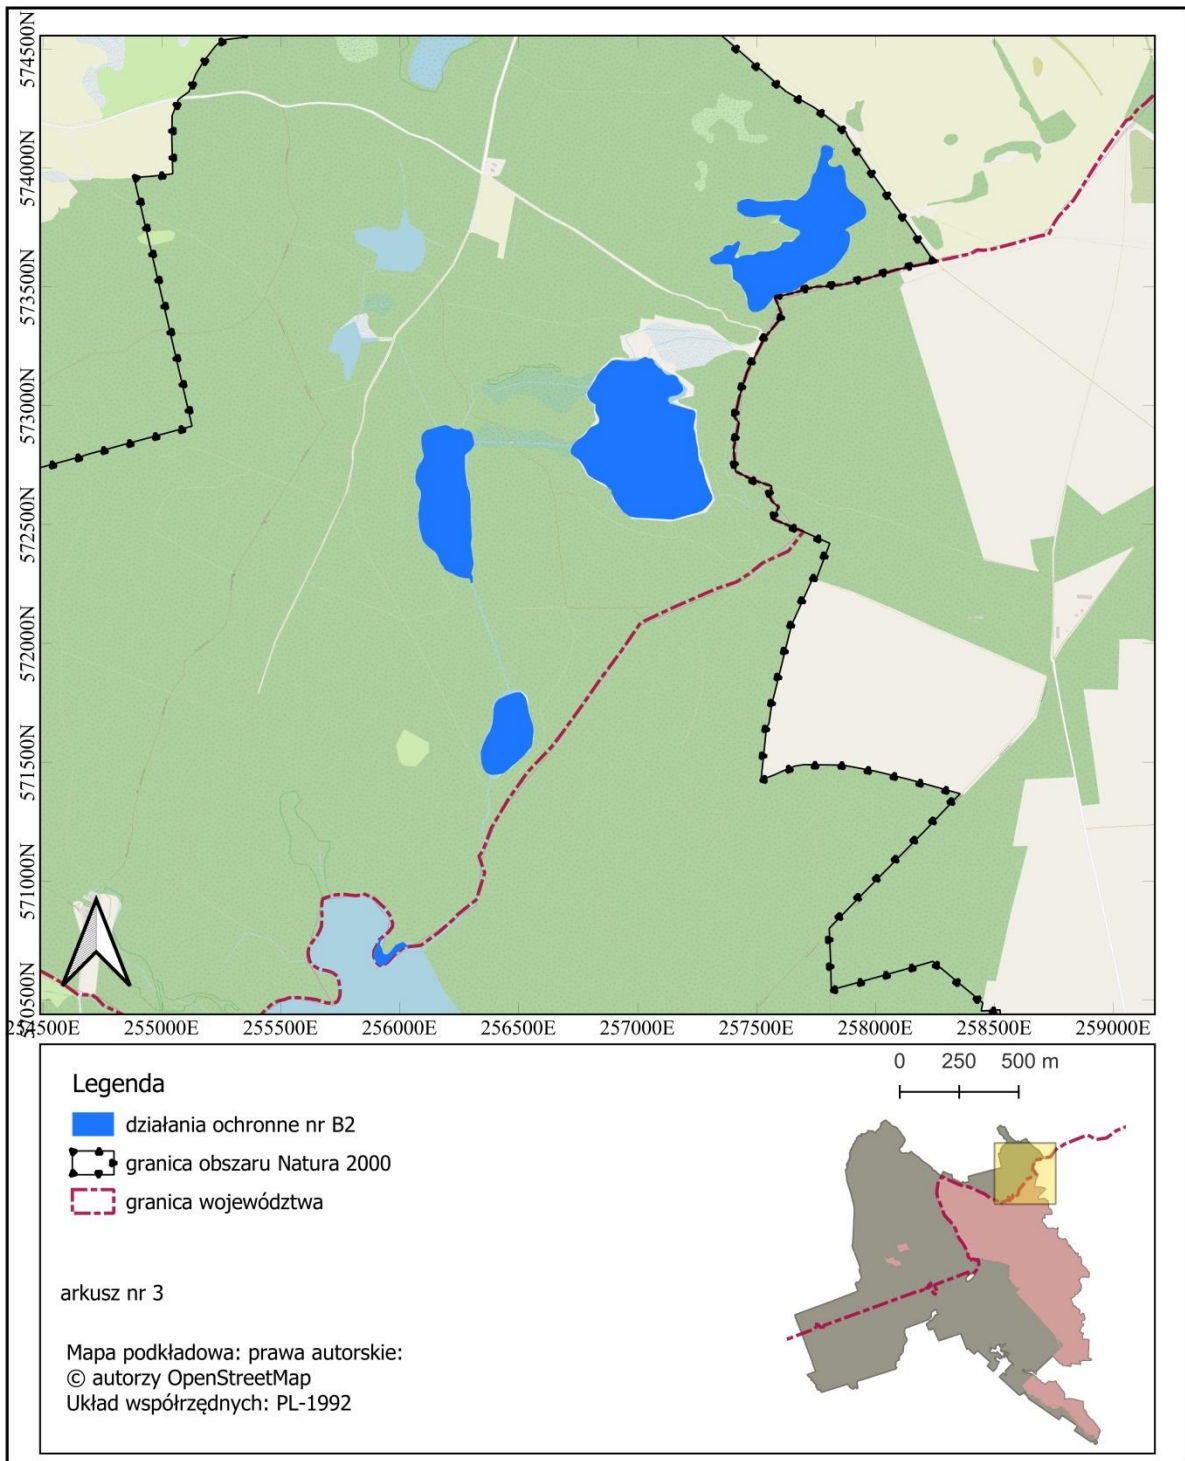 574500N
574000N
573500N
573000N
572500N
572000N
571500N
571000N
570500N
254500E 255000E 255500E 256000E 256500E 257000E 257500E 258000E 258500E 259000E
Legenda
działania ochronne nr B2
granica obszaru Natura 2000
granica województwa
0 250 500 m
arkusz nr 3
Mapa podkładowa: prawa autorskie:
© autorzy OpenStreetMap
Układ współrzędnych: PL-1992